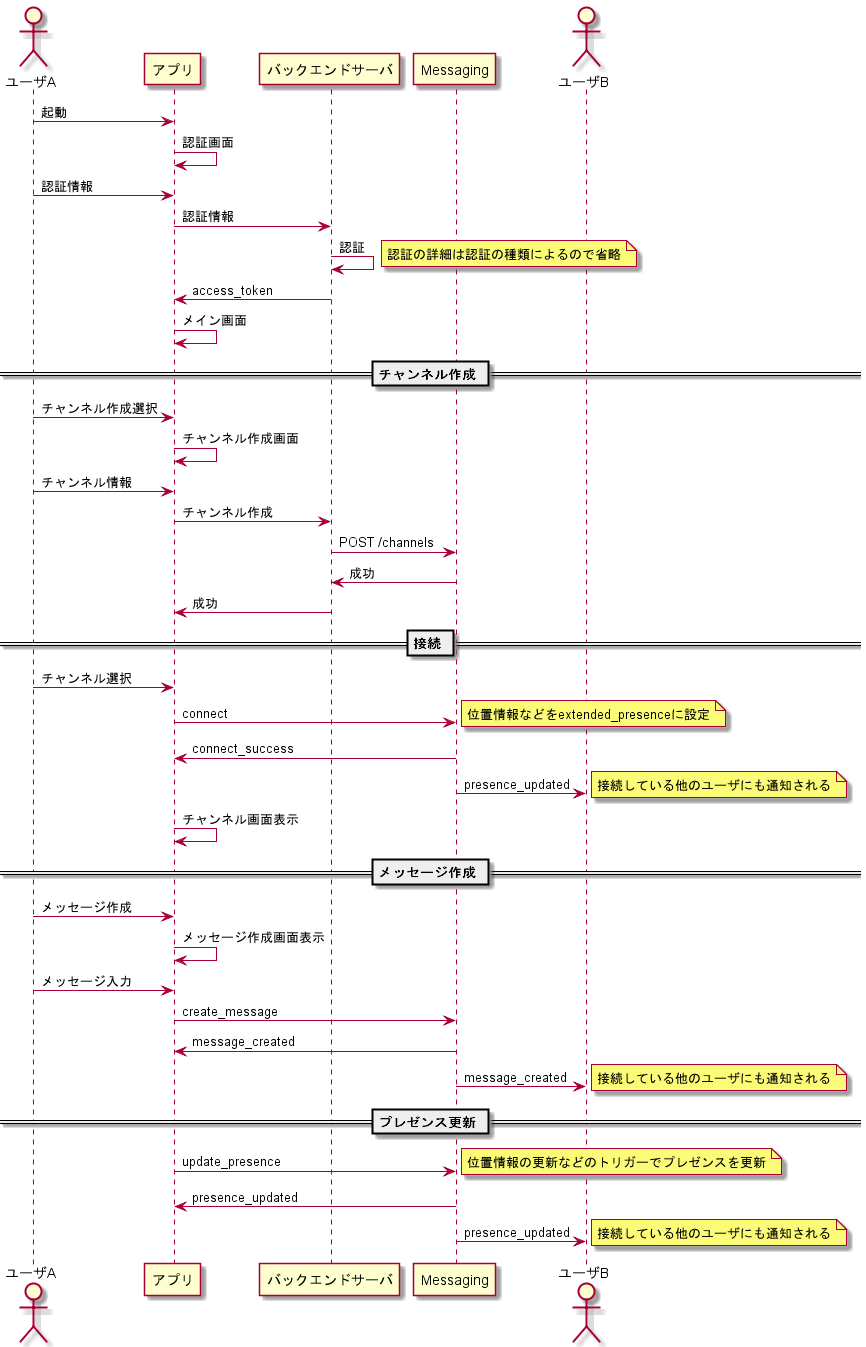 ユーザA
アプリ
バックエンドサーバ
Messaging
ユーザB
起動
認証画面
認証情報
認証情報
認証
認証の詳細は認証の種類によるので省略
access_token
メイン画面
チャンネル作成
チャンネル作成選択
チャンネル作成画面
チャンネル情報
チャンネル作成
POST /channels
成功
成功
接続
チャンネル選択
connect
位置情報などをextended_presenceに設定
connect_success
presence_updated
接続している他のユーザにも通知される
チャンネル画面表示
メッセージ作成
メッセージ作成
メッセージ作成画面表示
メッセージ入力
create_message
message_created
message_created
接続している他のユーザにも通知される
プレゼンス更新
update_presence
位置情報の更新などのトリガーでプレゼンスを更新
presence_updated
presence_updated
接続している他のユーザにも通知される
ユーザA
アプリ
バックエンドサーバ
Messaging
ユーザB